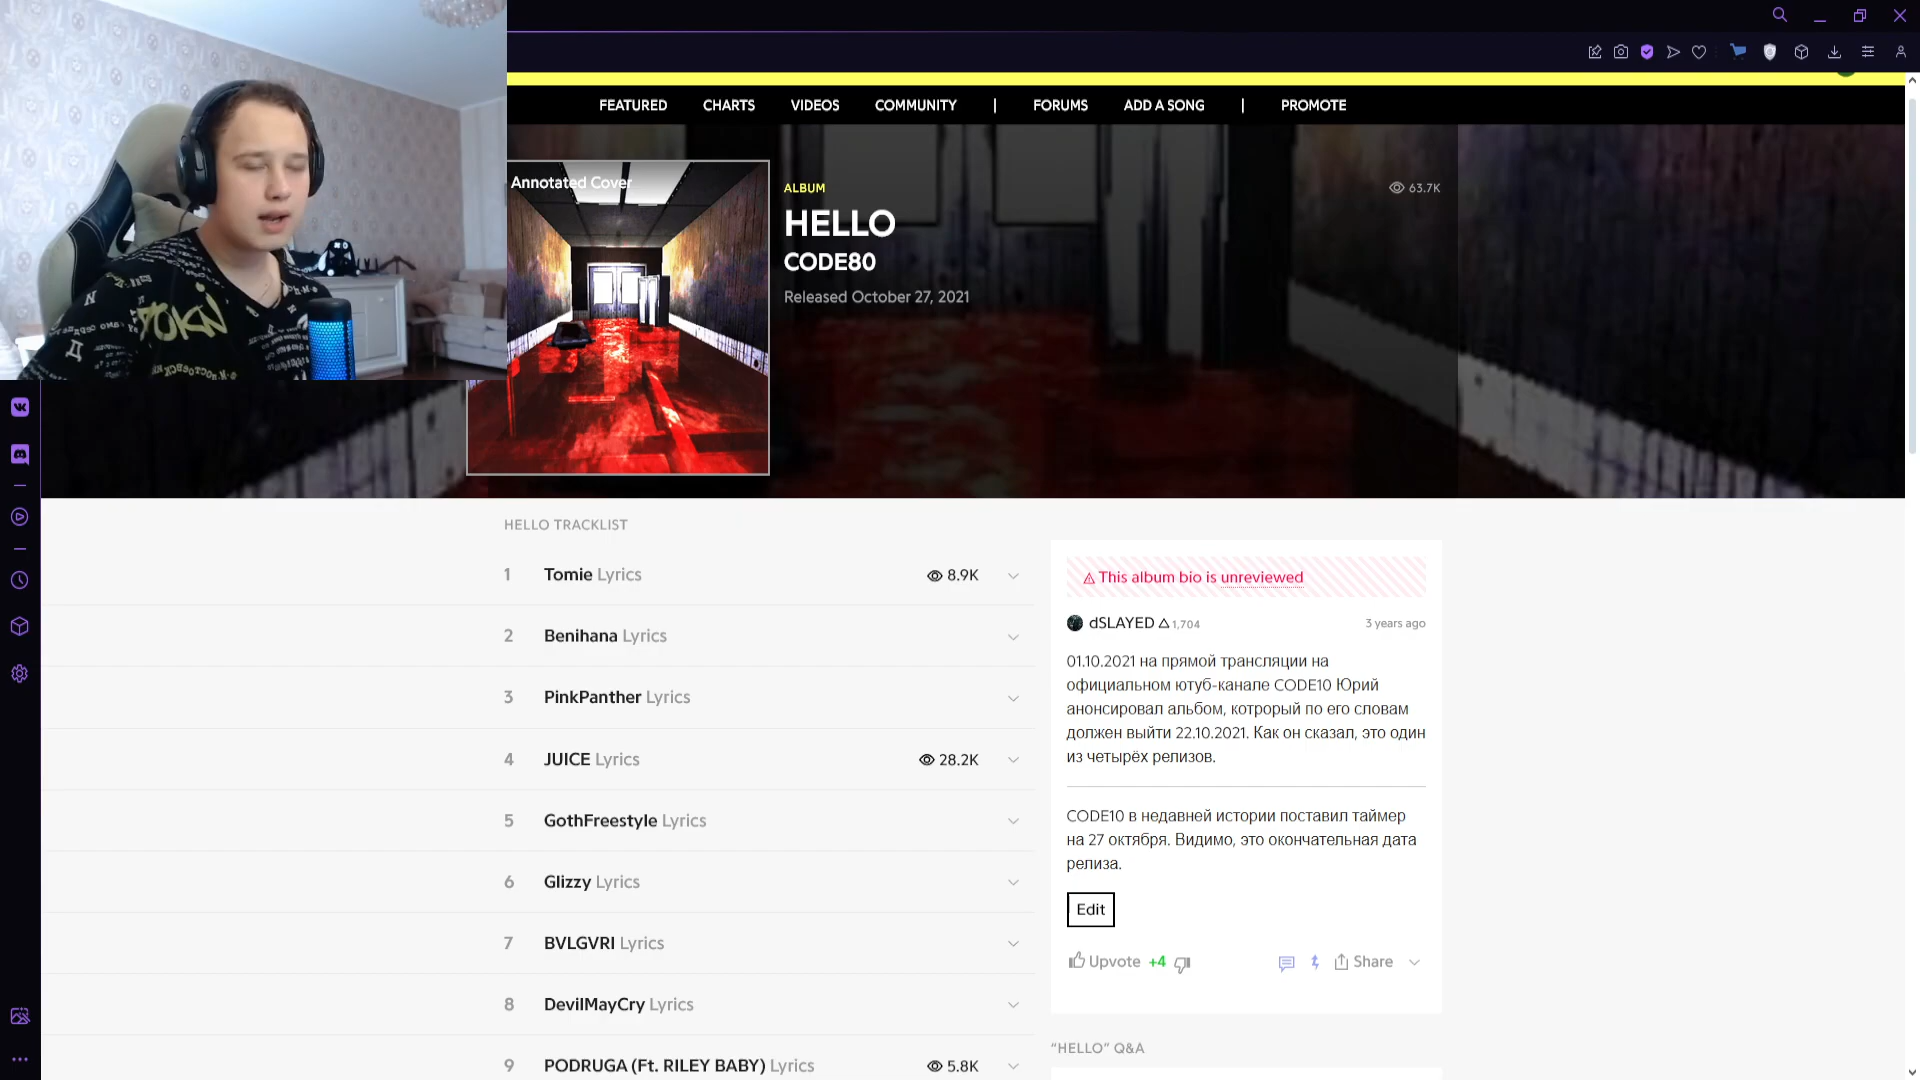 FEATURED CHARTS VIDEOS COMMUNITY | FORUMS ADD A SONG | PROMOTE
Annotated Cover
ALBUM
63.7K
HELLO
CODE80
Released October 27, 2021
HELLO TRACKLIST
1 Tomie Lyrics 8.9K
2 Benihana Lyrics
3 PinkPanther Lyrics
4 JUICE Lyrics 28.2K
5 GothFreestyle Lyrics
6 Glizzy Lyrics
7 BVLGVRI Lyrics
8 DevilMayCry Lyrics
9 PODRUGA (Ft. RILEY BABY) Lyrics 5.8K
This album bio is unreviewed
dSLAYED 1,704 3 years ago
01.10.2021 на прямой трансляции на
официальном ютуб-канале CODE10 Юрий
анонсировал альбом, котрорый по его словам
должен выйти 22.10.2021. Как он сказал, это один
из четырёх релизов.
CODE10 в недавней истории поставил таймер
на 27 октября. Видимо, это окончательная дата
релиза.
Edit
Upvote +4 Share
“HELLO” Q&A